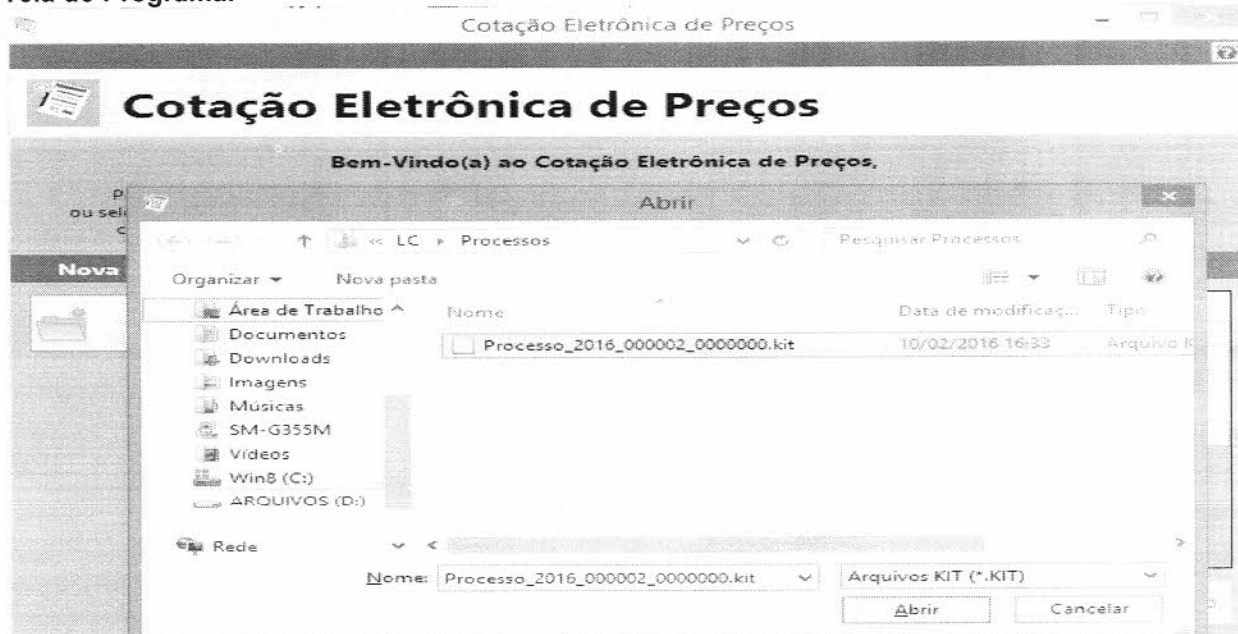 Cotação Eletrônica de Preços
Cotação Eletrônica de Preços
Bem-Vindo(a) ao Cotação Eletrônica de Preços,
ou sele
Abrir
LC Processos
Pesquisar Processos
Nova
Organizar
Nova pasta
Área de Trabalho
Documentos
Downloads
Imagens
Músicas
SM-G355M
Vídeos
Win8 (C:)
ARQUIVOS (D:)
Rede
Nome
Data de modificaç...
Tipo
Processo_2016_000002_0000000.kit
10/02/2016 16:33
Arquivo K
Nome: Processo_2016_000002_0000000.kit
Arquivos KIT (*.KIT)
Abrir
Cancelar